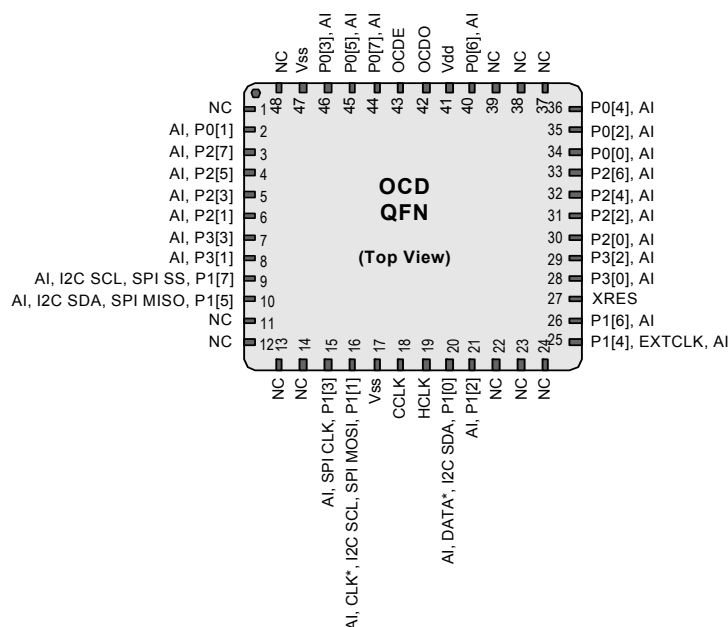 NC
Vss
P0[3], AI
P0[5], AI
P0[7], AI
OCDE
OCDO
Vdd
P0[6], AI
NC
NC
NC
48
47
46
45
44
43
42
41
40
39
38
37
NC 1
AI, P0[1] 2
AI, P2[7] 3
AI, P2[5] 4
AI, P2[3] 5
AI, P2[1] 6
AI, P3[3] 7
AI, P3[1] 8
AI, I2C SCL, SPI SS, P1[7] 9
AI, I2C SDA, SPI MISO, P1[5] 10
NC 11
NC 12
OCD
QFN
(Top View)
36 P0[4], AI
35 P0[2], AI
34 P0[0], AI
33 P2[6], AI
32 P2[4], AI
31 P2[2], AI
30 P2[0], AI
29 P3[2], AI
28 P3[0], AI
27 XRES
26 P1[6], AI
25 P1[4], EXTCLK, AI
13
14
15
16
17
18
19
20
21
22
23
24
NC
NC
AI, SPI CLK, P1[3]
AI, CLK*, I2C SCL, SPI MOSI, P1[1]
Vss
CCLK
HCLK
AI, DATA*, I2C SDA, P1[0]
AI, P1[2]
NC
NC
NC